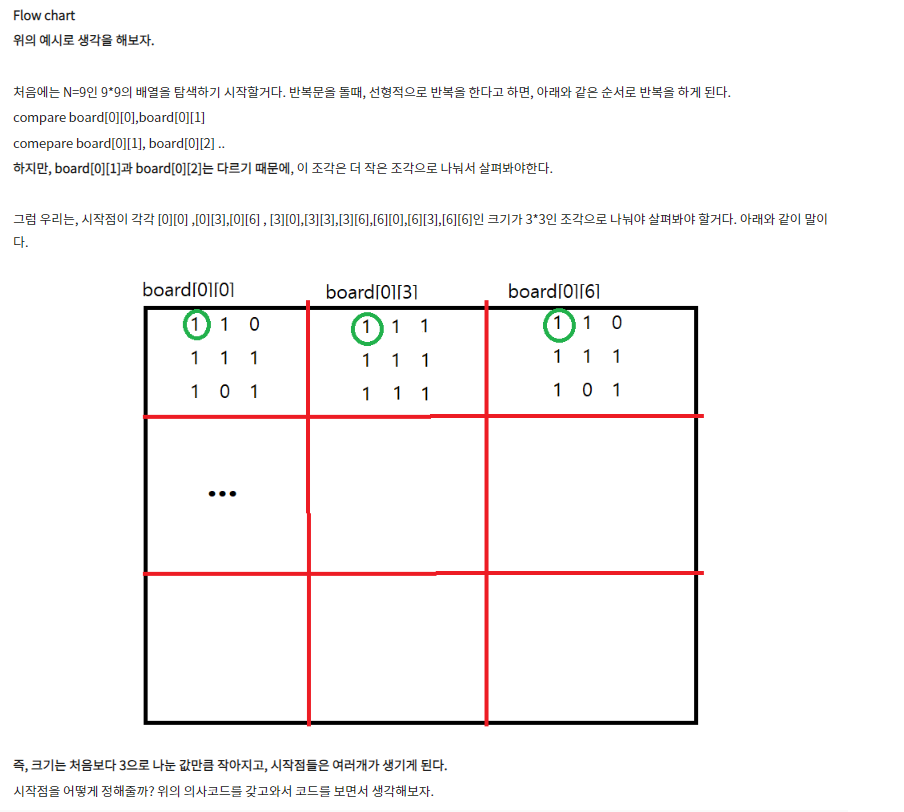 Flow chart
위의 예시로 생각을 해보자.
처음에는 N=9인 9*9의 배열을 탐색하기 시작할거다. 반복문을 돌때, 선형적으로 반복을 한다고 하면, 아래와 같은 순서로 반복을 하게 된다.
compare board[0][0],board[0][1]
comepare board[0][1], board[0][2] ..
하지만, board[0][1]과 board[0][2]는 다르기 때문에, 이 조각은 더 작은 조각으로 나눠서 살펴봐야한다.
그럼 우리는, 시작점이 각각 [0][0] ,[0][3],[0][6] , [3][0],[3][3],[3][6],[6][0],[6][3],[6][6]인 크기가 3*3인 조각으로 나눠야 살펴봐야 할거다. 아래와 같이 말이
다.
board[0][0] board[0][3] board[0][6]
1 1 0 1 1 1 1 1 0
1 1 1 1 1 1 1 1 1
1 0 1 1 1 1 1 0 1
...
즉, 크기는 처음보다 3으로 나눈 값만큼 작아지고, 시작점들은 여러개가 생기게 된다.
시작점을 어떻게 정해줄까? 위의 의사코드를 갖고와서 코드를 보면서 생각해보자.